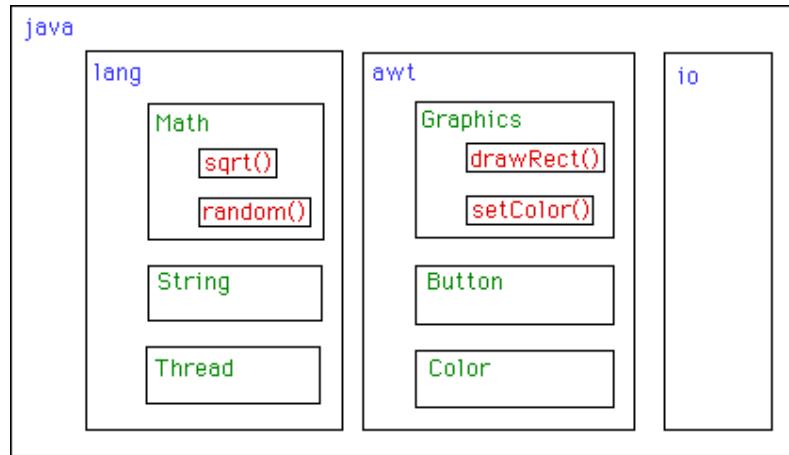 java
lang
Math
sqrt()
random()
String
Thread
awt
Graphics
drawRect()
setColor()
Button
Color
io